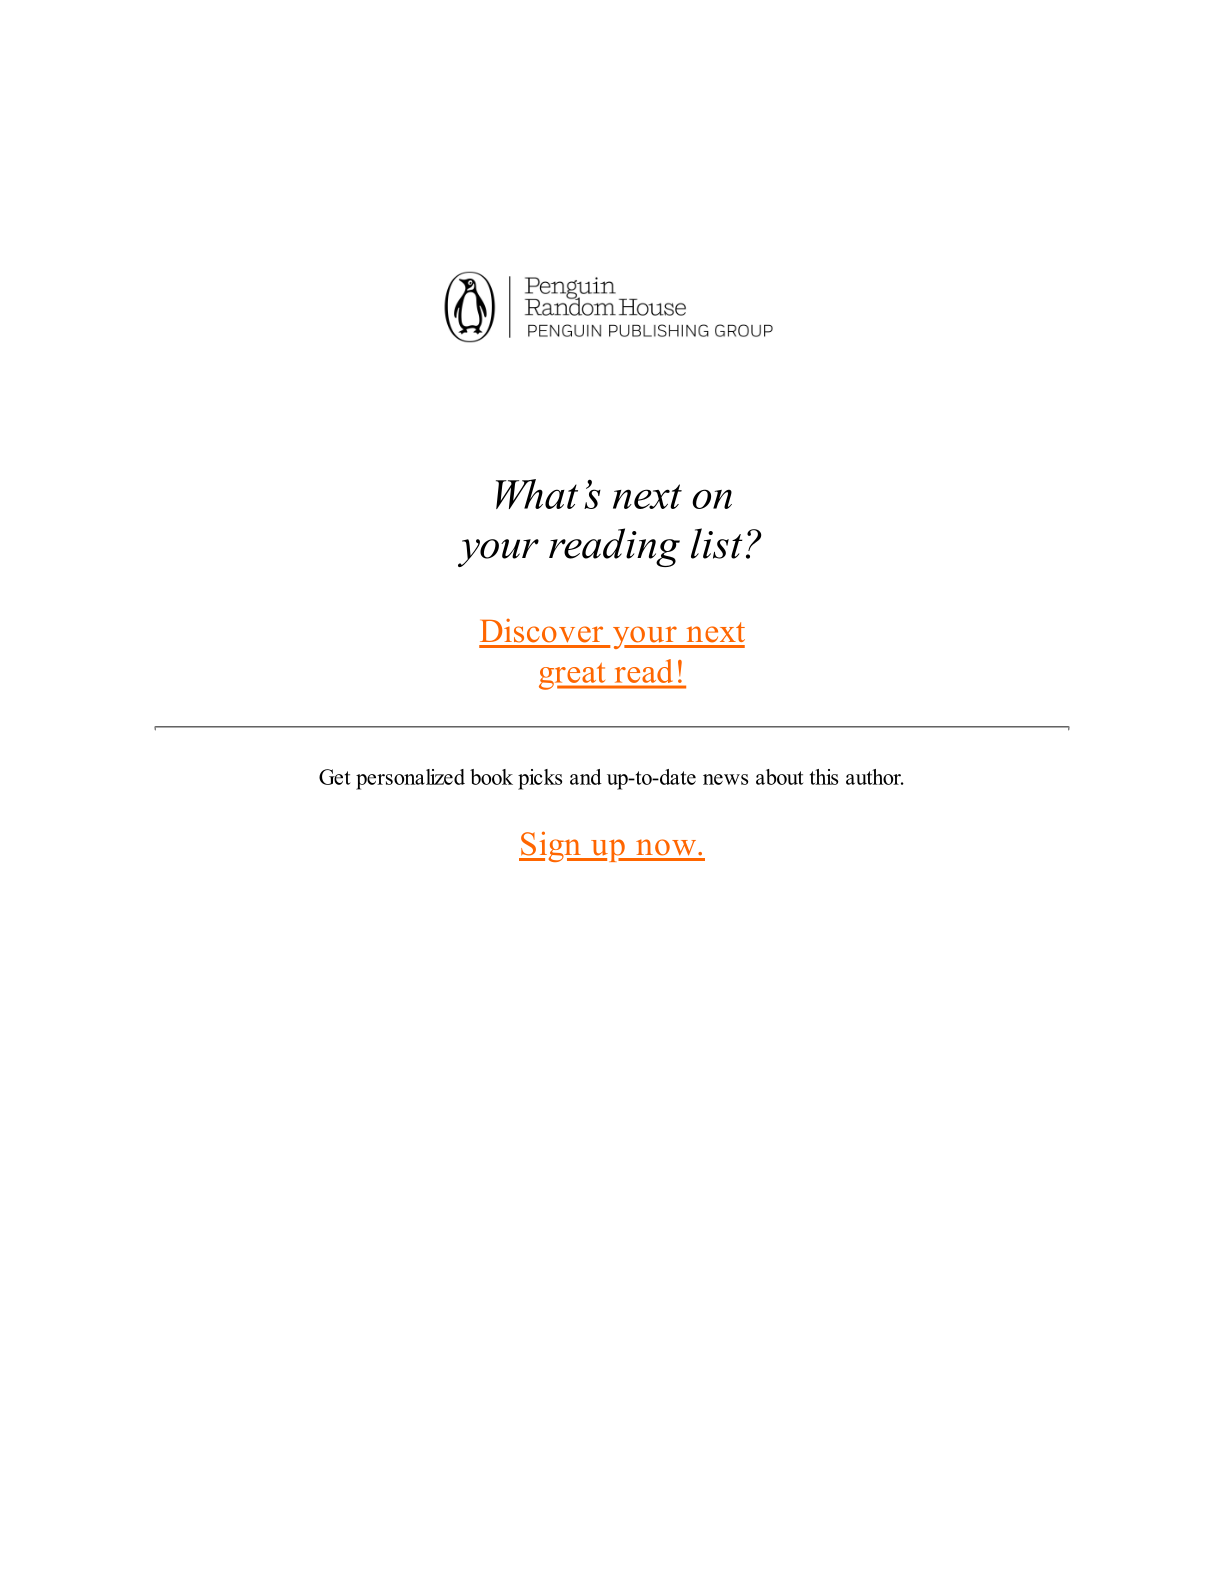 Penguin
Random House
PENGUIN PUBLISHING GROUP
What’s next on
your reading list?
Discover your next
great read!
Get personalized book picks and up-to-date news about this author.
Sign up now.